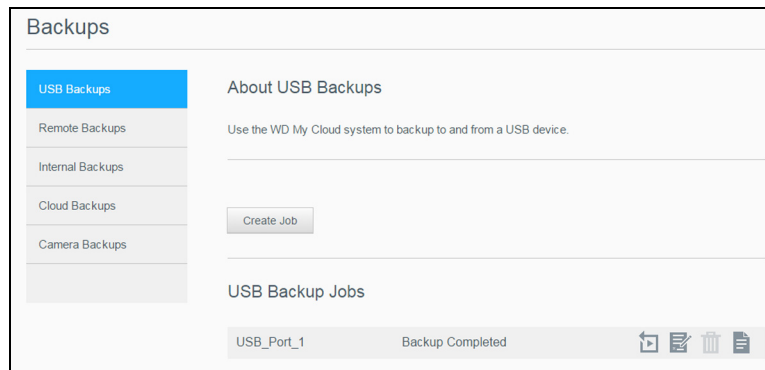 Backups
USB Backups
Remote Backups
Internal Backups
Cloud Backups
Camera Backups
About USB Backups
Use the WD My Cloud system to backup to and from a USB device.
Create Job
USB Backup Jobs
USB_Port_1 Backup Completed